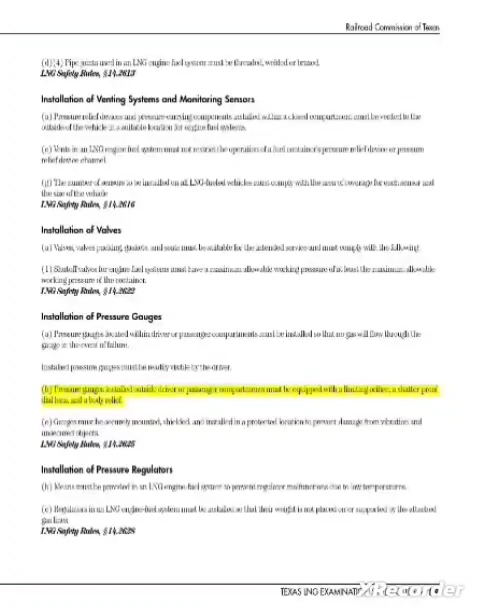 Railroad Commission of Texas
(d)(4) Pipe joints used in an LNG engine fuel system must be threaded, welded or brazed.
LNG Safety Rules, §14.2613
Installation of Venting Systems and Monitoring Sensors
(a) Pressure relief devices and pressure-carrying components installed within a closed compartment must be vented to the
outside of the vehicle in a suitable location for engine fuel systems.
(e) Vents in an LNG engine fuel system must not restrict the operation of a fuel container's pressure relief device or pressure
relief device channel.
(g) The number of sensors to be installed on all LNG-fueled vehicles must comply with the area of coverage for each sensor and
the size of the vehicle
LNG Safety Rules, §14.2616
Installation of Valves
(a) Valves, valves packing, gaskets, and seats must be suitable for the intended service and must comply with the following.
(1) Shutoff valves for engine fuel systems must have a maximum allowable working pressure of at least the maximum allowable
working pressure of the container.
LNG Safety Rules, §14.2622
Installation of Pressure Gauges
(a) Pressure gauges located within driver or passenger compartments must be installed so that no gas will flow through the
gauge in the event of failure.
Installed pressure gauges must be readily visible by the driver.
(b) Pressure gauges installed outside driver or passenger compartments must be equipped with a limiting orifice, a shatter proof
dial lens, and a body relief.
(c) Gauges must be securely mounted, shielded, and installed in a protected location to prevent damage from vibration and
unsecured objects.
LNG Safety Rules, §14.2625
Installation of Pressure Regulators
(b) Means must be provided in an LNG engine-fuel system to prevent regulator malfunctions due to low temperatures.
(c) Regulators in an LNG engine-fuel system must be installed so that their weight is not placed on or supported by the attached
gas lines
LNG Safety Rules, §14.2628
TEXAS LNG EXAMINATION
XRecorder